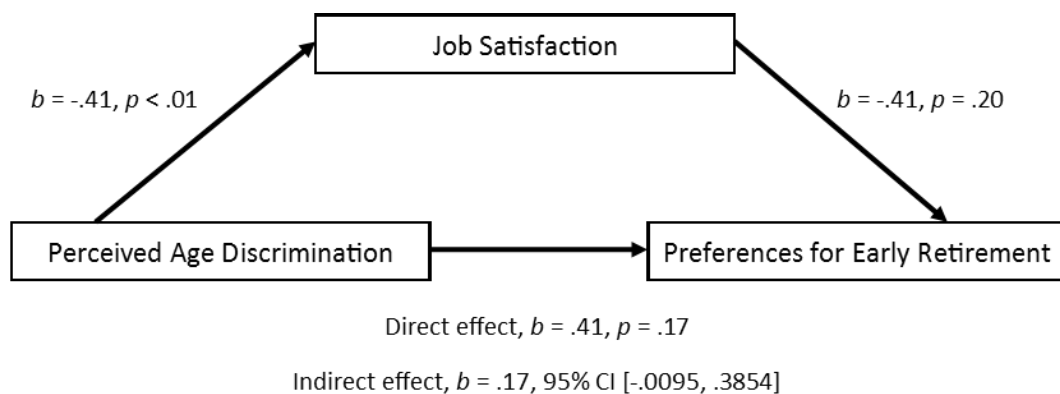 Job Satisfaction
b = -.41, p < .01
b = -.41, p = .20
Perceived Age Discrimination
Preferences for Early Retirement
Direct effect, b = .41, p = .17
Indirect effect, b = .17, 95% CI [-.0095, .3854]